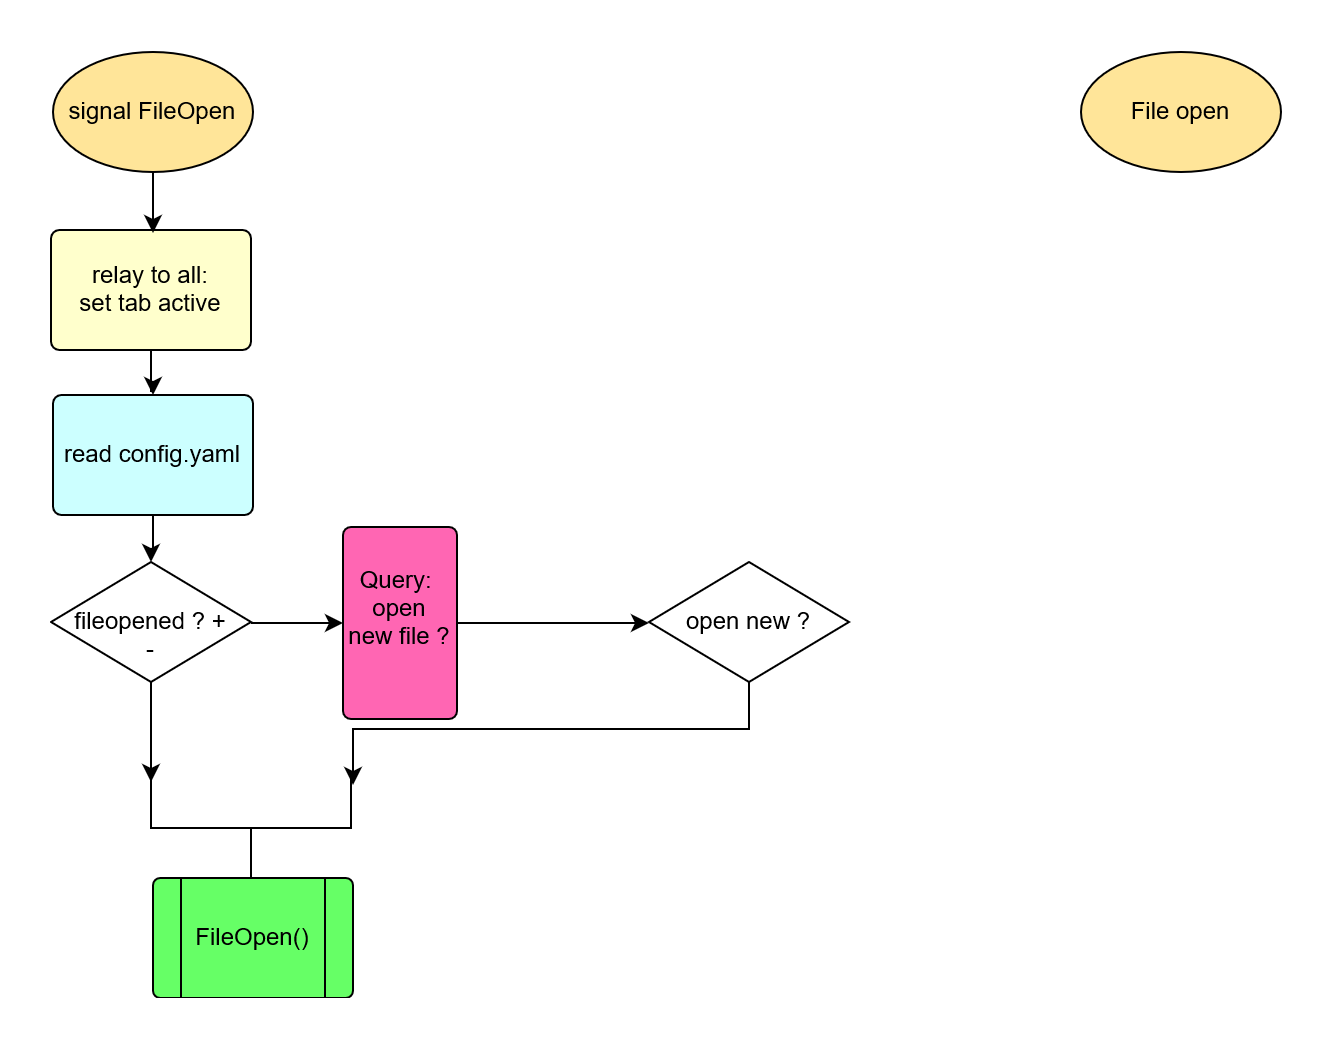 signal FileOpen
File open
relay to all:
set tab active
read config.yaml
fileopened ? +
-
Query:
open
new file ?
open new ?
FileOpen()